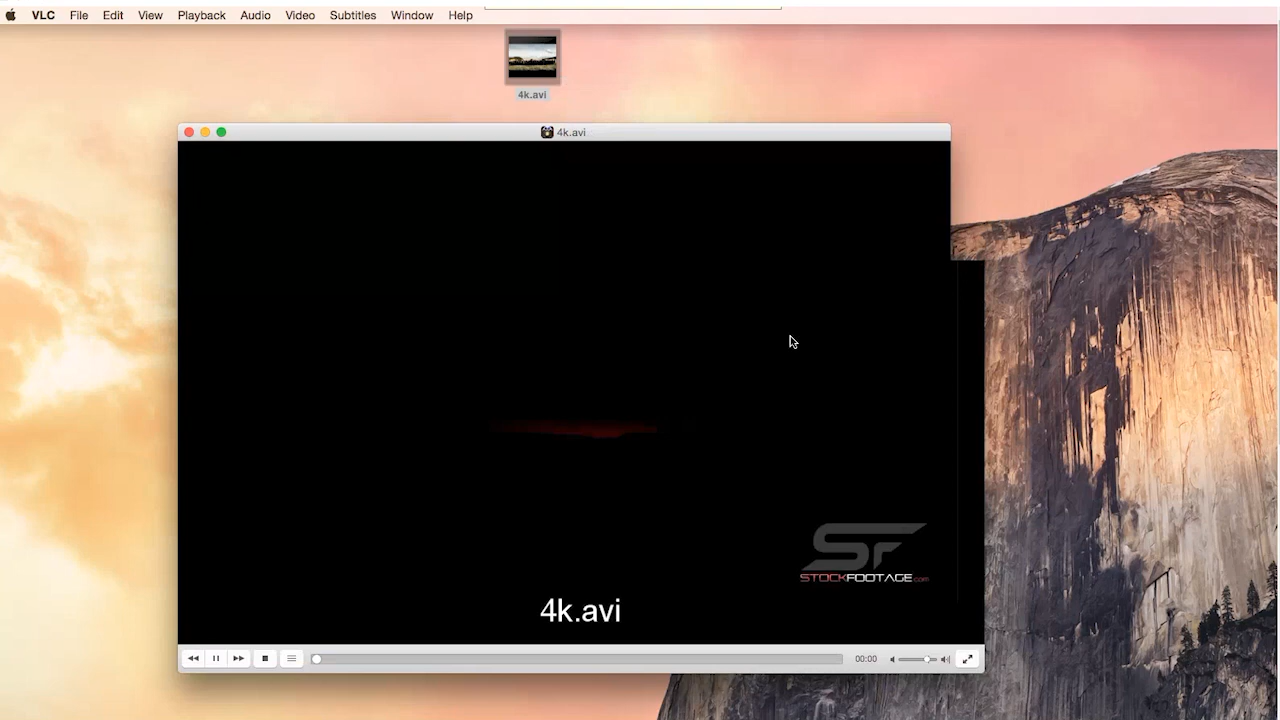 VLC File Edit View Playback Audio Video Subtitles Window Help
4k.avi
4k.avi
SF
STOCKFOOTAGE.com
4k.avi
00:00